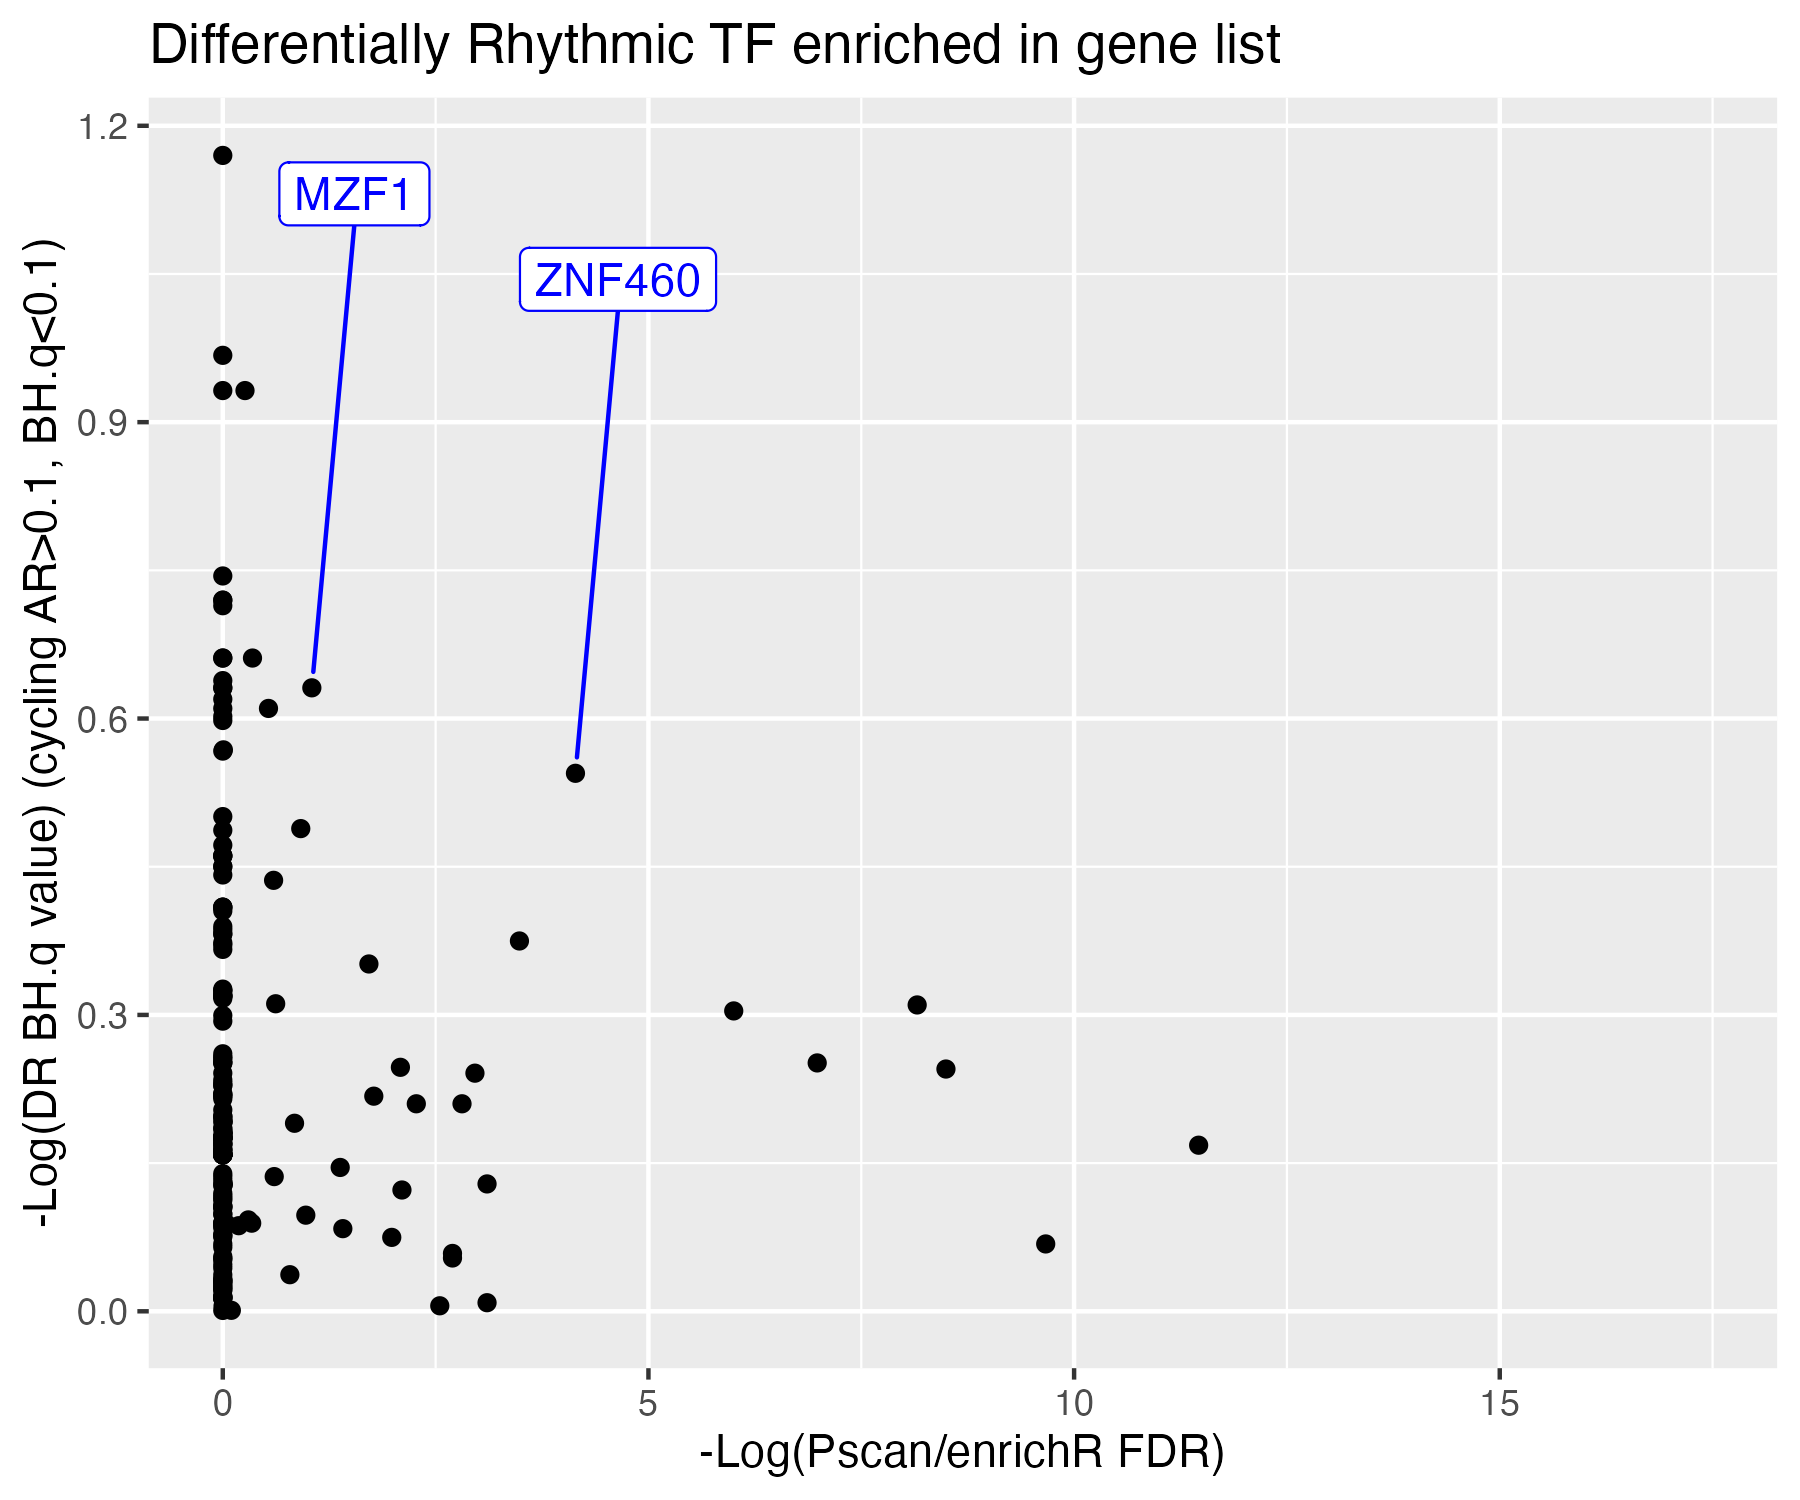 Differentially Rhythmic TF enriched in gene list
-Log(DR BH.q value) (cycling AR>0.1, BH.q<0.1)
1.2
0.9
0.6
0.3
0.0
MZF1
ZNF460
0
5
10
15
-Log(Pscan/enrichR FDR)